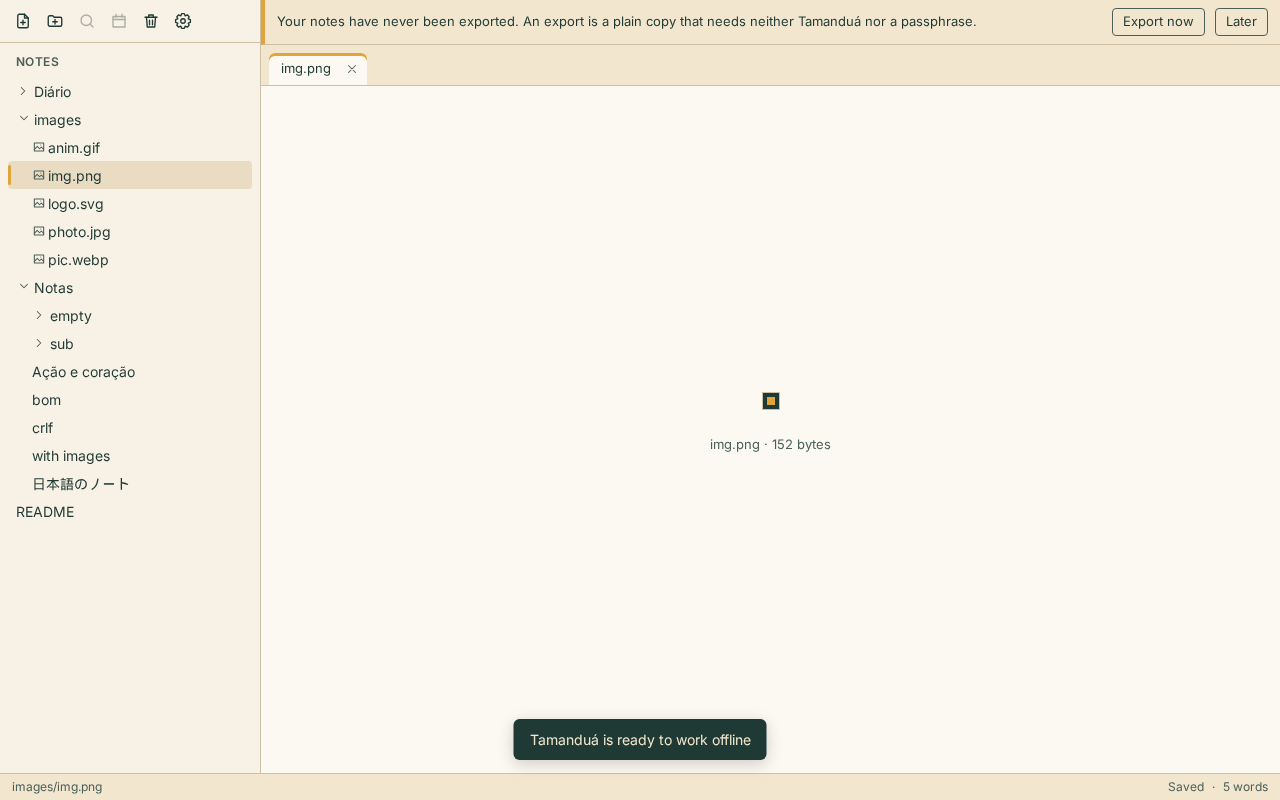 Your notes have never been exported. An export is a plain copy that needs neither Tamanduá nor a passphrase.
Export now
Later
NOTES
Diário
images
anim.gif
img.png
logo.svg
photo.jpg
pic.webp
Notas
empty
sub
Ação e coração
bom
crlf
with images
日本語のノート
README
img.png
img.png · 152 bytes
Tamanduá is ready to work offline
images/img.png
Saved · 5 words